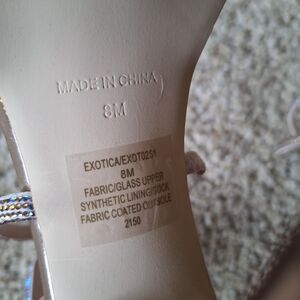 MADE IN CHINA
8M
EXOTICA/EXOT0251
8M
FABRIC/GLASS UPPER
SYNTHETIC LINING/SOCK
FABRIC COATED OUTSOLE
2150